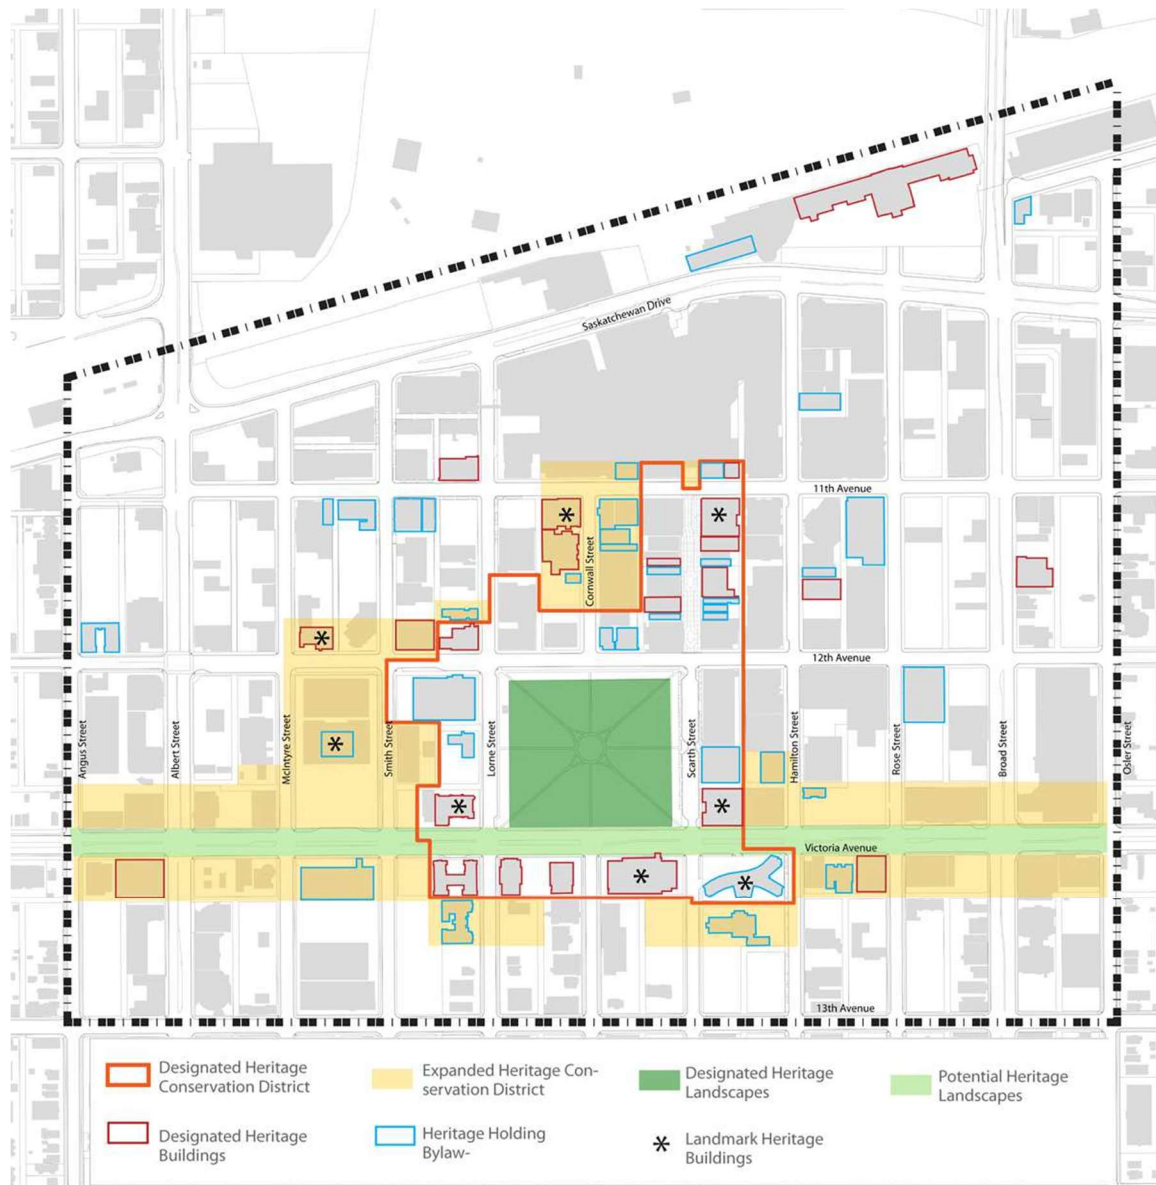 Saskatchewan Drive
11th Avenue
Cornwall Street
12th Avenue
Angus Street
Albert Street
McIntyre Street
Smith Street
Lorne Street
Scarth Street
Hamilton Street
Rose Street
Broad Street
Osler Street
Victoria Avenue
13th Avenue
Designated Heritage
Conservation District
Expanded Heritage Con-
servation District
Designated Heritage
Landscapes
Potential Heritage
Landscapes
Designated Heritage
Buildings
Heritage Holding
Bylaw-
Landmark Heritage
Buildings